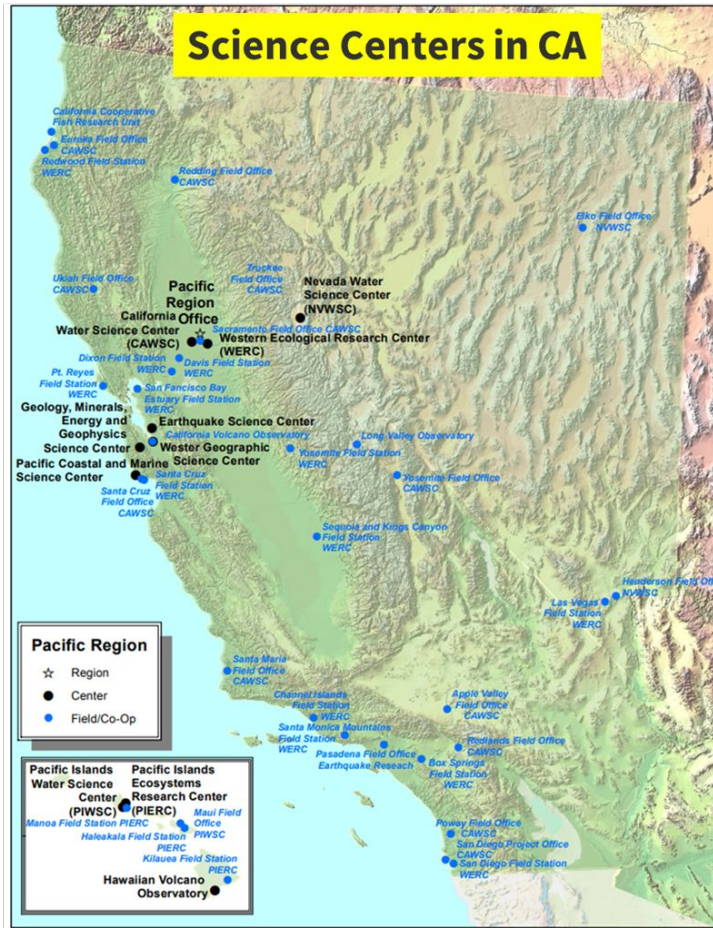 Science Centers in CA
California Cooperative
Fish Research Unit
Eureka Field Office
CAWSC
Redwood Field Station
WERC
Redding Field Office
CAWSC
Elko Field Office
NVWSC
Ukiah Field Office
CAWSC
Truckee
Field Office
CAWSC
Nevada Water
Science Center
(NVWSC)
Pacific
Region
Office
California
Water Science Center
(CAWSC)
Sacramento Field Office CAWSC
Western Ecological Research Center
(WERC)
Dixon Field Station
WERC
Davis Field Station
WERC
Pt. Reyes
Field Station
WERC
San Fancisco Bay
Estuary Field Station
WERC
Geology, Minerals,
Energy and
Geophysics
Science Center
Earthquake Science Center
California Volcano Observatory
Wester Geographic
Science Center
Long Valley Observatory
Yosemite Field Station
WERC
Yosemite Field Office
CAWSC
Pacific Coastal and Marine
Science Center
Santa Cruz
Field Station
WERC
Santa Cruz
Field Office
CAWSC
Sequoia and Kings Canyon
Field Station
WERC
Henderson Field Of
NVWSC
Las Vegas
Field Station
WERC
Santa Maria
Field Office
CAWSC
Channel Islands
Field Station
WERC
Apple Valley
Field Office
CAWSC
Santa Monica Mountains
Field Station
WERC
Pasadena Field Office
Earthquake Reseach
Redlands Field Office
CAWSC
Box Springs
Field Station
WERC
Poway Field Office
CAWSC
San Diego Project Office
CAWSC
San Diego Field Station
WERC
Pacific Region
Region
Center
Field/Co-Op
Pacific Islands
Water Science
Center
(PIWSC)
Pacific Islands
Ecosystems
Research Center
(PIERC)
Manoa Field Station PIERC
Maui Field
Office
PIWSC
Haleakala Field Station
PIERC
Kilauea Field Station
PIERC
Hawaiian Volcano
Observatory